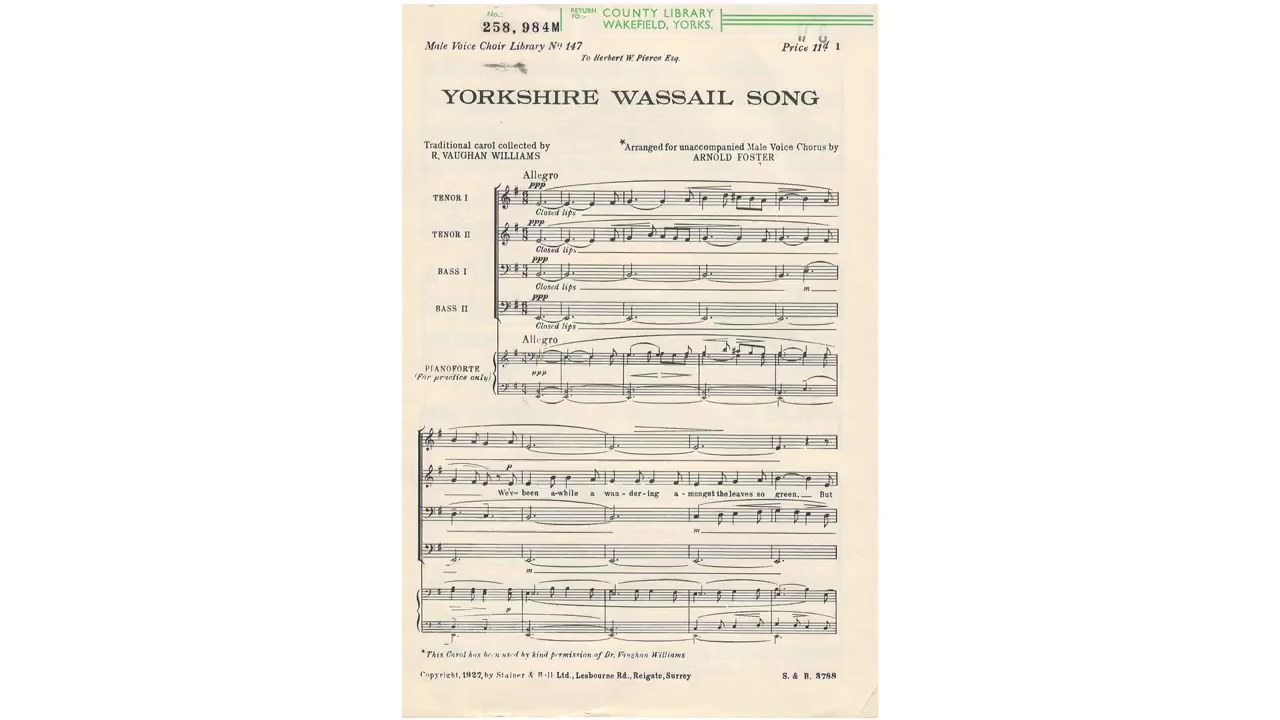 No.: RETURN TO:- COUNTY LIBRARY
258,984M WAKEFIELD, YORKS.
Male Voice Choir Library Nº 147
Price 11d 1
To Herbert W. Pierce Esq.
YORKSHIRE WASSAIL SONG
Traditional carol collected by
R. VAUGHAN WILLIAMS
*Arranged for unaccompanied Male Voice Chorus by
ARNOLD FOSTER
Allegro
ppp
TENOR I
Closed lips
ppp
TENOR II
Closed lips
ppp
BASS I
Closed lips
m
ppp
BASS II
Closed lips
Allegro
PIANOFORTE
(For practice only)
ppp
p
We've been a-while a wan-der-ing a-mongst the leaves so green. But
m
m
p
*This Carol has been used by kind permission of Dr. Vaughan Williams
Copyright, 1927, by Stainer & Bell Ltd., Lesbourne Rd., Reigate, Surrey
S. & B. 3788